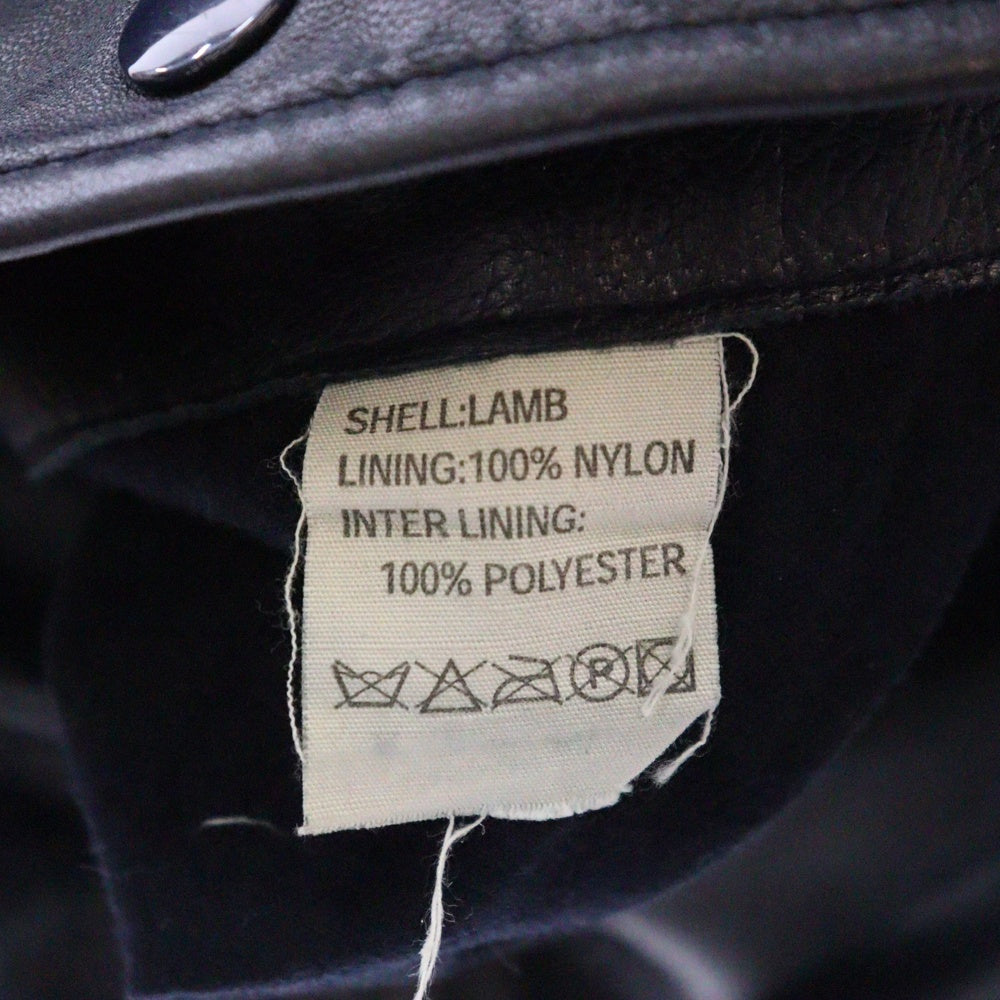 SHELL:LAMB
LINING:100% NYLON
INTER LINING:
100% POLYESTER
P